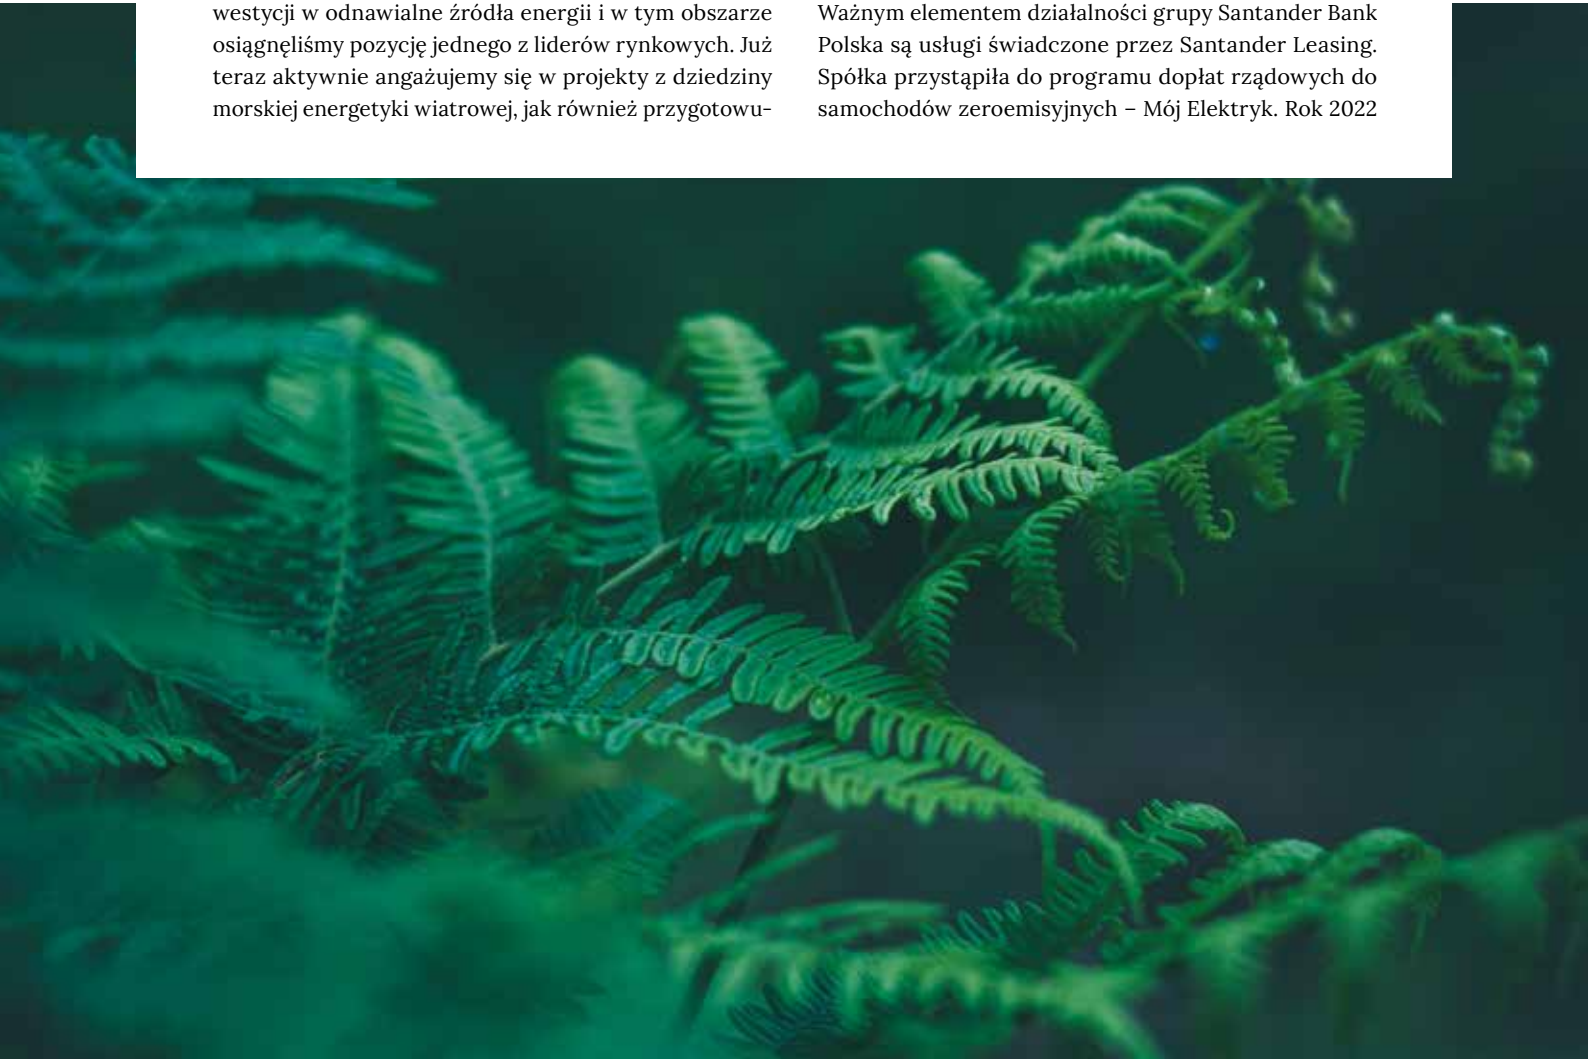 westycji w odnawialne źródła energii i w tym obszarze
osiągnęliśmy pozycję jednego z liderów rynkowych. Już
teraz aktywnie angażujemy się w projekty z dziedziny
morskiej energetyki wiatrowej, jak również przygotowu-
Ważnym elementem działalności grupy Santander Bank
Polska są usługi świadczone przez Santander Leasing.
Spółka przystąpiła do programu dopłat rządowych do
samochodów zeroemisyjnych – Mój Elektryk. Rok 2022